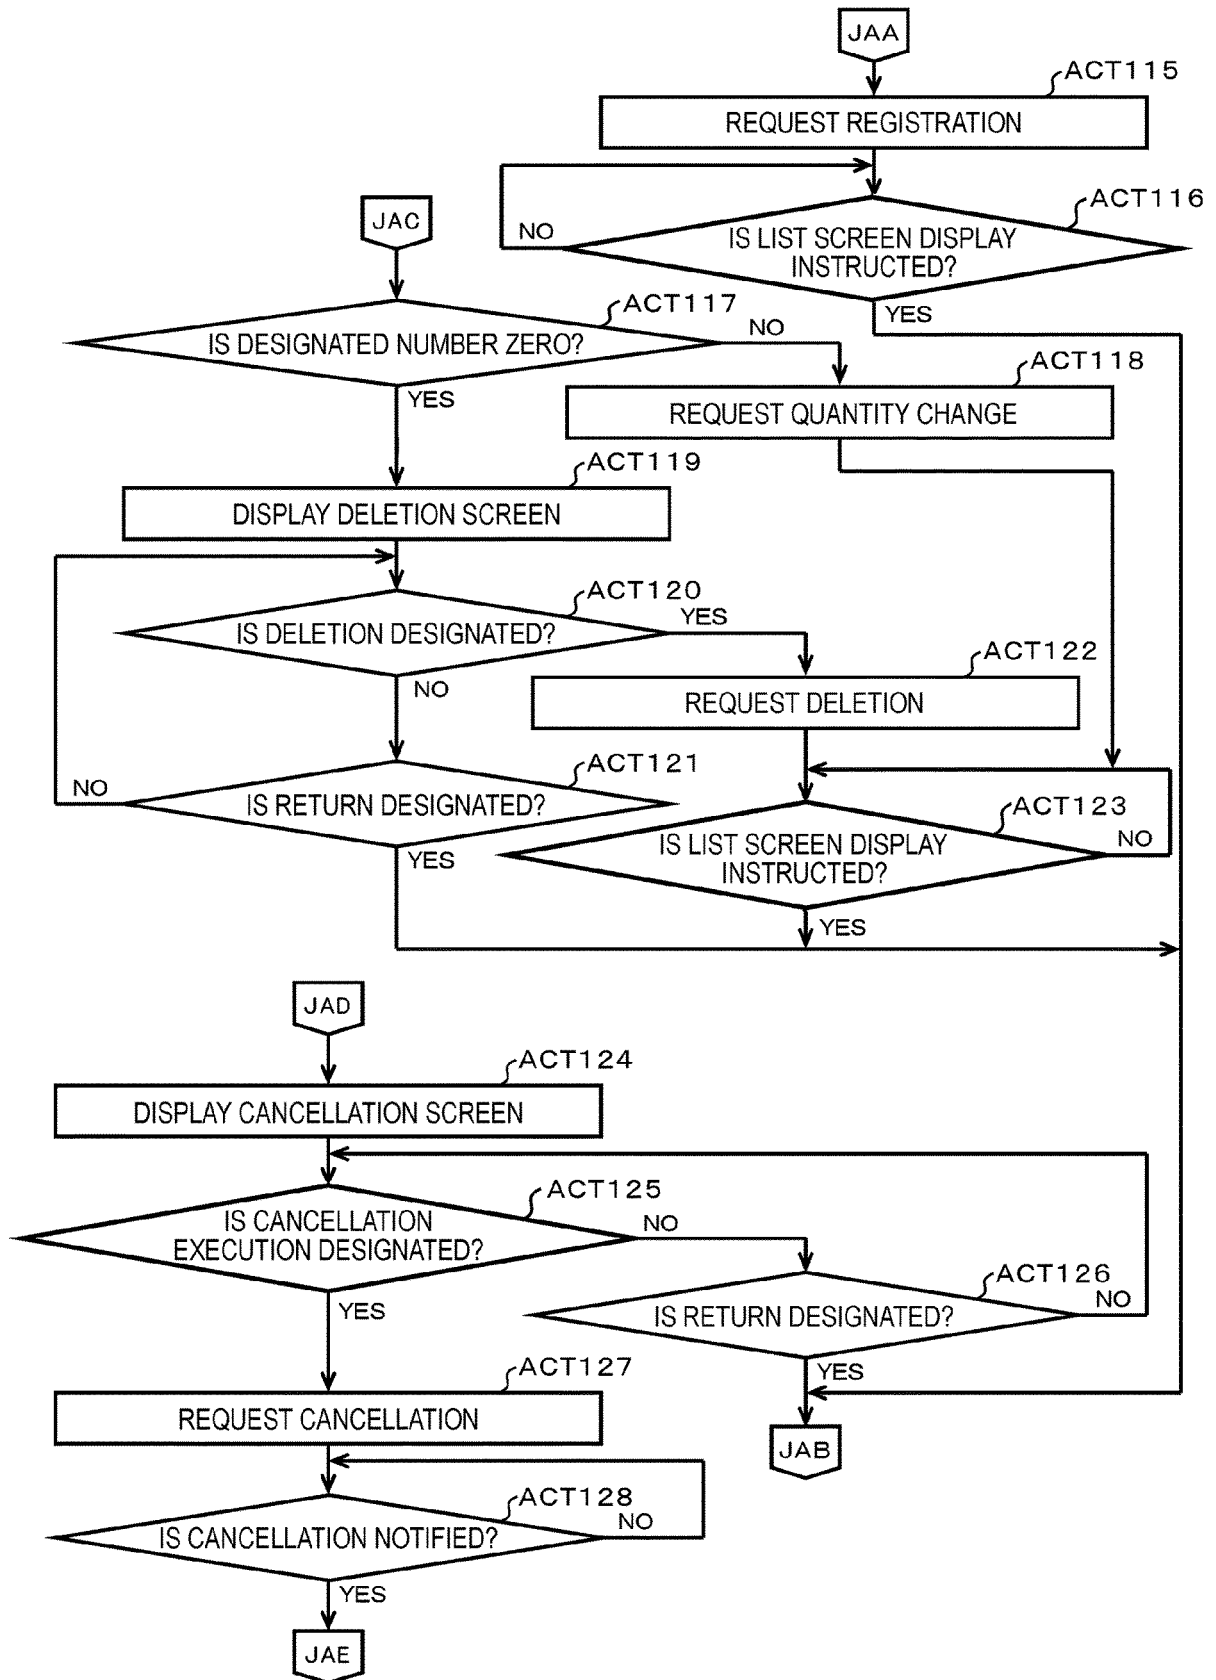 JAA
ACT115
REQUEST REGISTRATION
ACT116
IS LIST SCREEN DISPLAY
INSTRUCTED?
NO
YES
JAC
ACT117
IS DESIGNATED NUMBER ZERO?
NO
YES
ACT118
REQUEST QUANTITY CHANGE
ACT119
DISPLAY DELETION SCREEN
ACT120
IS DELETION DESIGNATED?
YES
NO
ACT122
REQUEST DELETION
ACT121
IS RETURN DESIGNATED?
NO
YES
ACT123
IS LIST SCREEN DISPLAY
INSTRUCTED?
NO
YES
JAD
ACT124
DISPLAY CANCELLATION SCREEN
ACT125
IS CANCELLATION
EXECUTION DESIGNATED?
NO
YES
ACT126
IS RETURN DESIGNATED?
NO
YES
JAB
ACT127
REQUEST CANCELLATION
ACT128
IS CANCELLATION NOTIFIED?
NO
YES
JAE